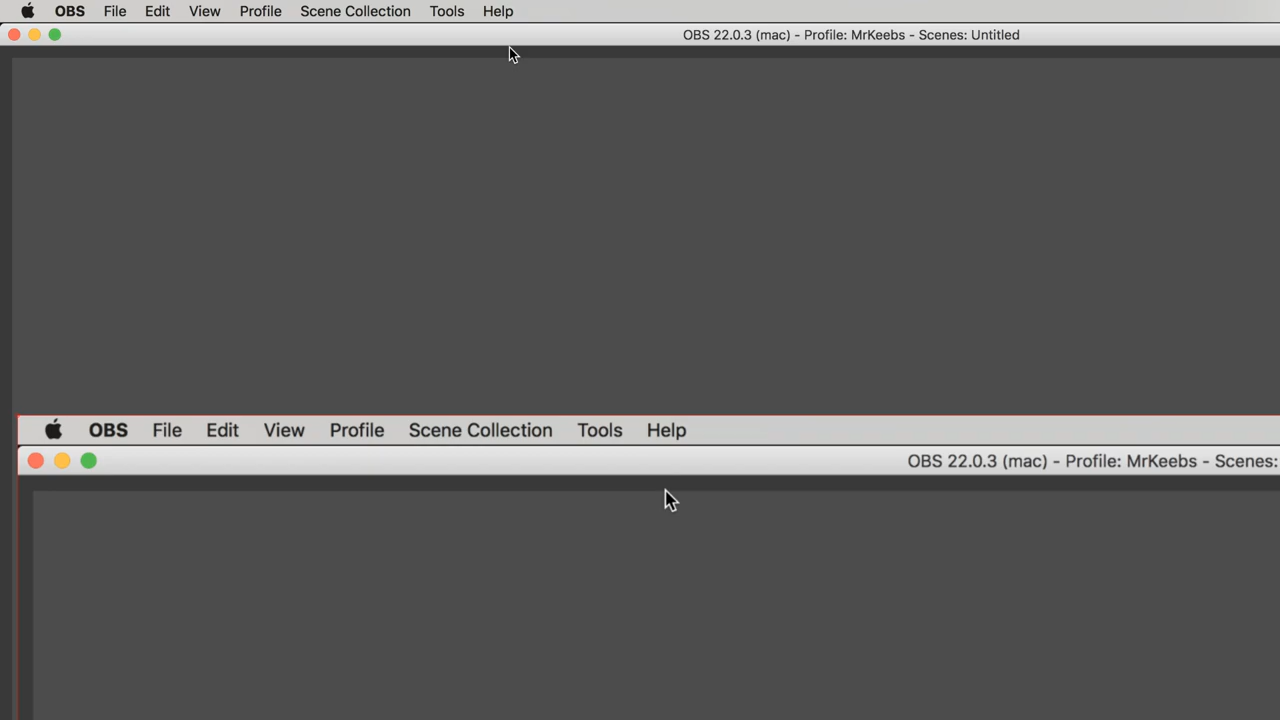 OBS File Edit View Profile Scene Collection Tools Help
OBS 22.0.3 (mac) - Profile: MrKeebs - Scenes: Untitled
OBS File Edit View Profile Scene Collection Tools Help
OBS 22.0.3 (mac) - Profile: MrKeebs - Scenes: